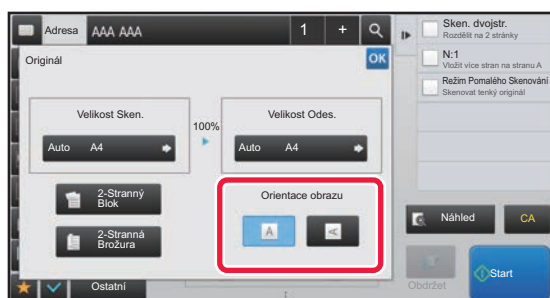 Adresa AAA AAA 1 +
Originál
OK
Velikost Sken.
Auto A4
100%
Velikost Odes.
Auto A4
2-Stranný
Blok
2-Stranná
Brožura
Orientace obrazu
A
A
Ostatní
Sken. dvojstr.
Rozdělit na 2 stránky
N:1
Vložit více stran na stranu A
Režim Pomalého Skenování
Skenovat tenký originál
Náhled
CA
Obdržet
Start